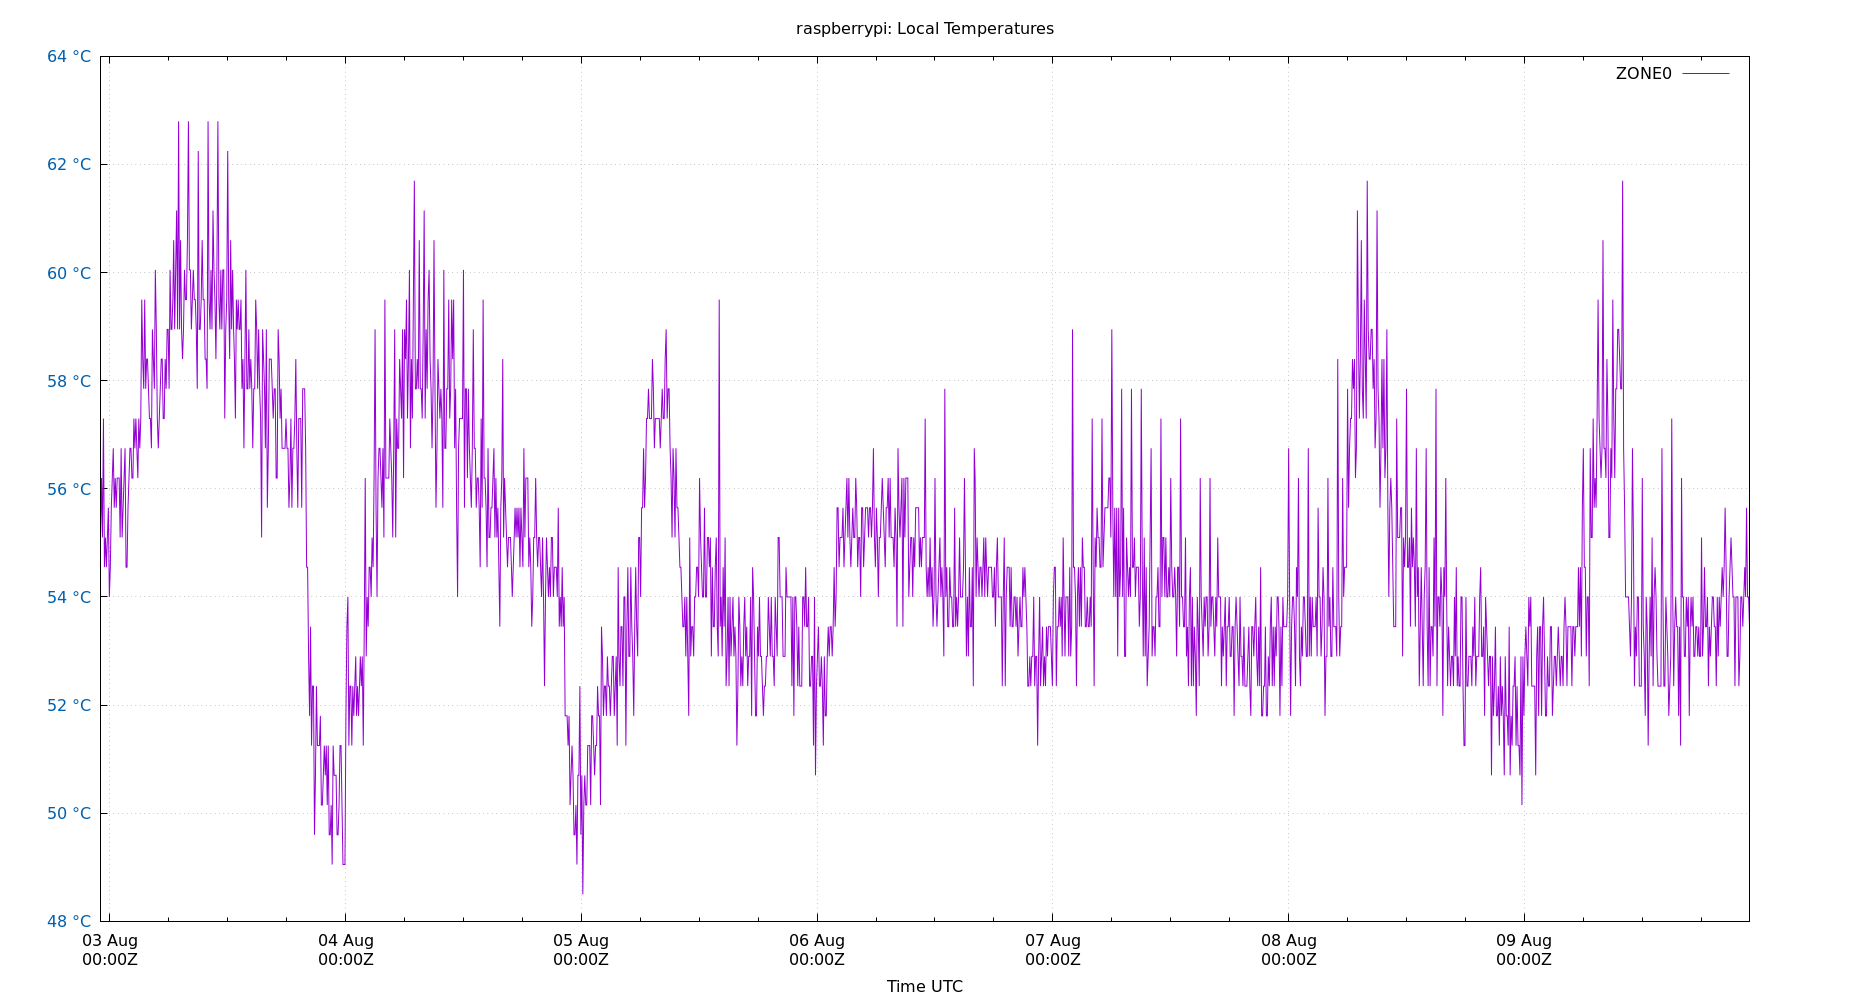 raspberrypi: Local Temperatures
64 °C
ZONE0
62 °C
60 °C
58 °C
56 °C
54 °C
52 °C
50 °C
48 °C
03 Aug 04 Aug 05 Aug 06 Aug 07 Aug 08 Aug 09 Aug
00:00Z 00:00Z 00:00Z 00:00Z 00:00Z 00:00Z 00:00Z
Time UTC